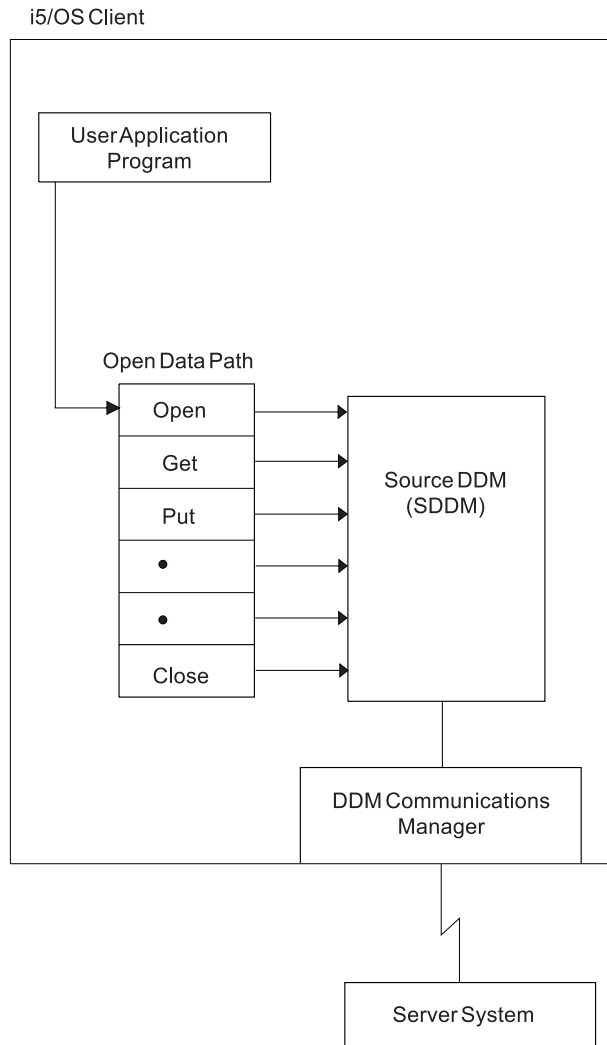 i5/OS Client
User Application
Program
Open Data Path
Open
Get
Put
•
•
Close
Source DDM
(SDDM)
DDM Communications
Manager
Server System